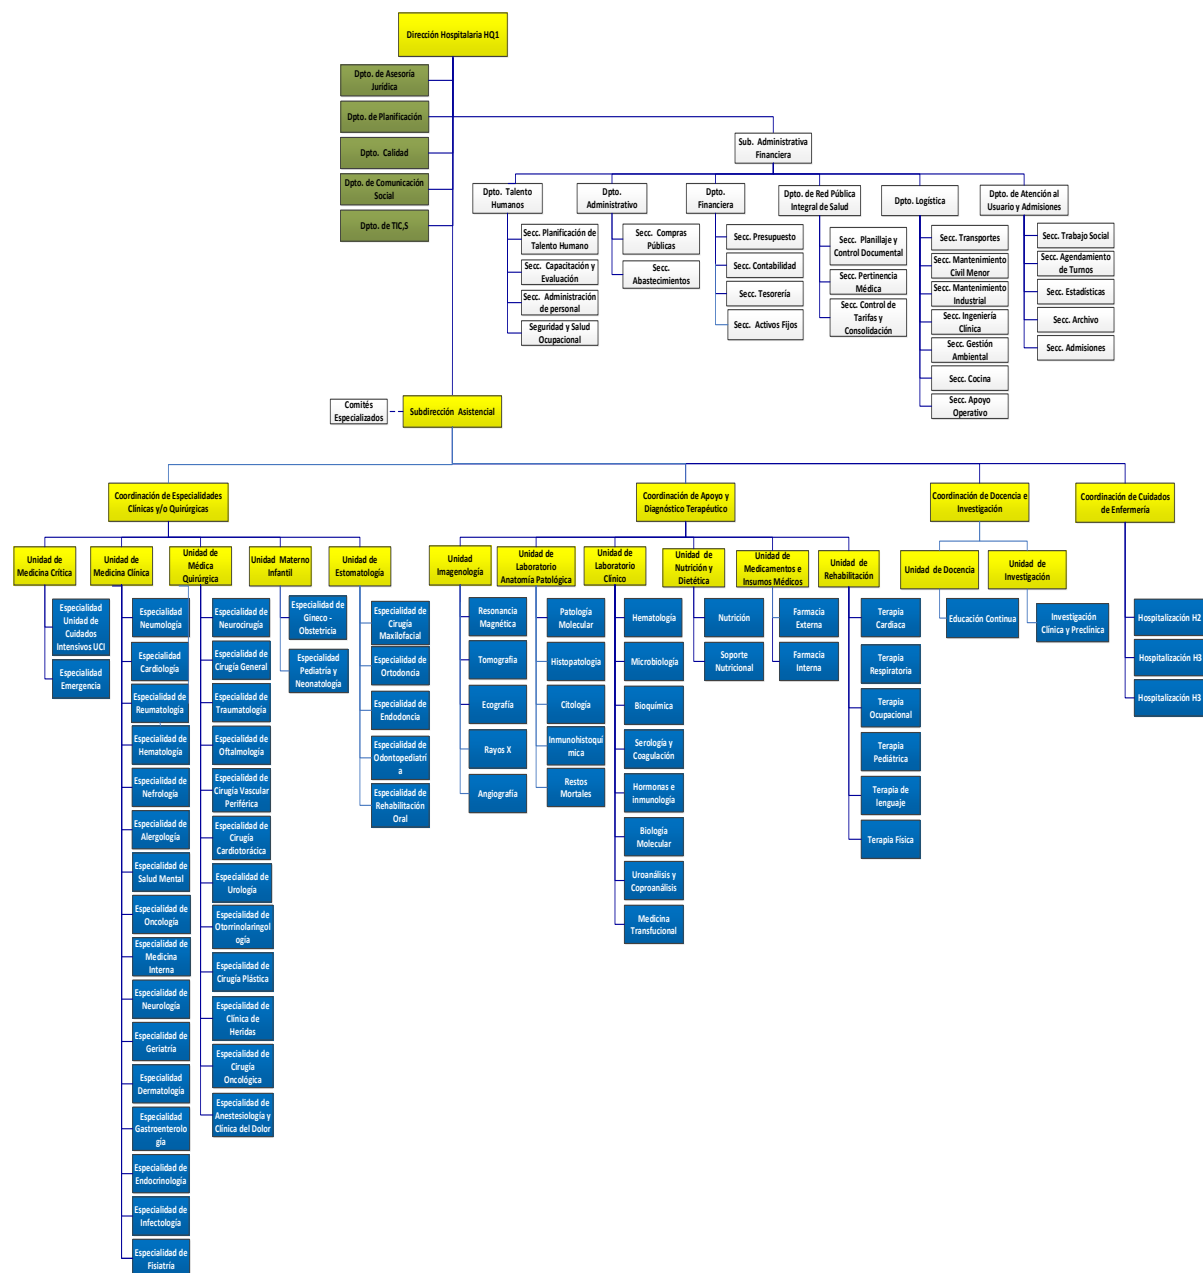 Dirección Hospitalaria HQ1
Dpto. de Asesoría
Jurídica
Dpto. de Planificación
Dpto. Calidad
Dpto. de Comunicación
Social
Dpto. de TIC,S
Sub. Administrativa
Financiera
Dpto. Talento
Humanos
Secc. Planificación de
Talento Humano
Secc. Capacitación y
Evaluación
Secc. Administración
de personal
Seguridad y Salud
Ocupacional
Dpto.
Administrativo
Secc. Compras
Públicas
Secc.
Abastecimientos
Dpto.
Financiera
Secc. Presupuesto
Secc. Contabilidad
Secc. Tesorería
Secc. Activos Fijos
Dpto. de Red Pública
Integral de Salud
Secc. Planillaje y
Control Documental
Secc. Pertinencia
Médica
Secc. Control de
Tarifas y
Consolidación
Dpto. Logística
Secc. Transportes
Secc. Mantenimiento
Civil Menor
Secc. Mantenimiento
Industrial
Secc. Ingeniería
Clínica
Secc. Gestión
Ambiental
Secc. Cocina
Secc. Apoyo
Operativo
Dpto. de Atención al
Usuario y Admisiones
Secc. Trabajo Social
Secc. Agendamiento
de Turnos
Secc. Estadísticas
Secc. Archivo
Secc. Admisiones
Comités
Especializados
Subdirección Asistencial
Coordinación de Especialidades
Clínicas y/o Quirúrgicas
Unidad de
Medicina Crítica
Especialidad
Unidad de
Cuidados
Intensivos UCI
Especialidad
Emergencia
Unidad de
Medicina Clínica
Especialidad
Neumología
Especialidad
Cardiología
Especialidad de
Reumatología
Especialidad de
Hematología
Especialidad de
Nefrología
Especialidad de
Alergología
Especialidad de
Salud Mental
Especialidad de
Oncología
Especialidad de
Medicina
Interna
Especialidad de
Neurología
Especialidad de
Geriatría
Especialidad
Dermatología
Especialidad
Gastroenterolo
gía
Especialidad de
Endocrinología
Especialidad de
Infectología
Especialidad de
Fisiatría
Unidad de
Médica
Quirúrgica
Especialidad de
Neurocirugía
Especialidad de
Cirugía General
Especialidad de
Traumatología
Especialidad de
Oftalmología
Especialidad de
Cirugía Vascular
Periférica
Especialidad de
Cirugía
Cardiotorácica
Especialidad de
Urología
Especialidad de
Otorrinolaringol
ogía
Especialidad de
Cirugía Plástica
Especialidad de
Clínica de
Heridas
Especialidad de
Cirugía
Oncológica
Especialidad de
Anestesiología y
Clínica del Dolor
Unidad Materno
Infantil
Especialidad de
Gineco -
Obstetricia
Especialidad
Pediatría y
Neonatología
Unidad de
Estomatología
Especialidad de
Cirugía
Maxilofacial
Especialidad de
Ortodoncia
Especialidad de
Endodoncia
Especialidad de
Odontopediatrí
a
Especialidad de
Rehabilitación
Oral
Coordinación de Apoyo y
Diagnóstico Terapéutico
Unidad
Imagenología
Resonancia
Magnética
Tomografía
Ecografía
Rayos X
Angiografía
Unidad de
Laboratorio
Anatomía Patológica
Patología
Molecular
Histopatologia
Citología
Inmunohistoquí
mica
Restos
Mortales
Unidad de
Laboratorio
Clínico
Hematología
Microbiología
Bioquímica
Serología y
Coagulación
Hormonas e
inmunología
Biología
Molecular
Uroanálisis y
Coproanálisis
Medicina
Transfucional
Unidad de
Nutrición y
Dietética
Nutrición
Soporte
Nutricional
Unidad de
Medicamentos e
Insumos Médicos
Farmacia
Externa
Farmacia
Interna
Unidad de
Rehabilitación
Terapia
Cardiaca
Terapia
Respiratoria
Terapia
Ocupacional
Terapia
Pediátrica
Terapia de
lenguaje
Terapia Física
Coordinación de Docencia e
Investigación
Unidad de Docencia
Educación Continua
Unidad de
Investigación
Investigación
Clínica y Preclínica
Coordinación de Cuidados
de Enfermería
Hospitalización H2
Hospitalización H3
Hospitalización H3